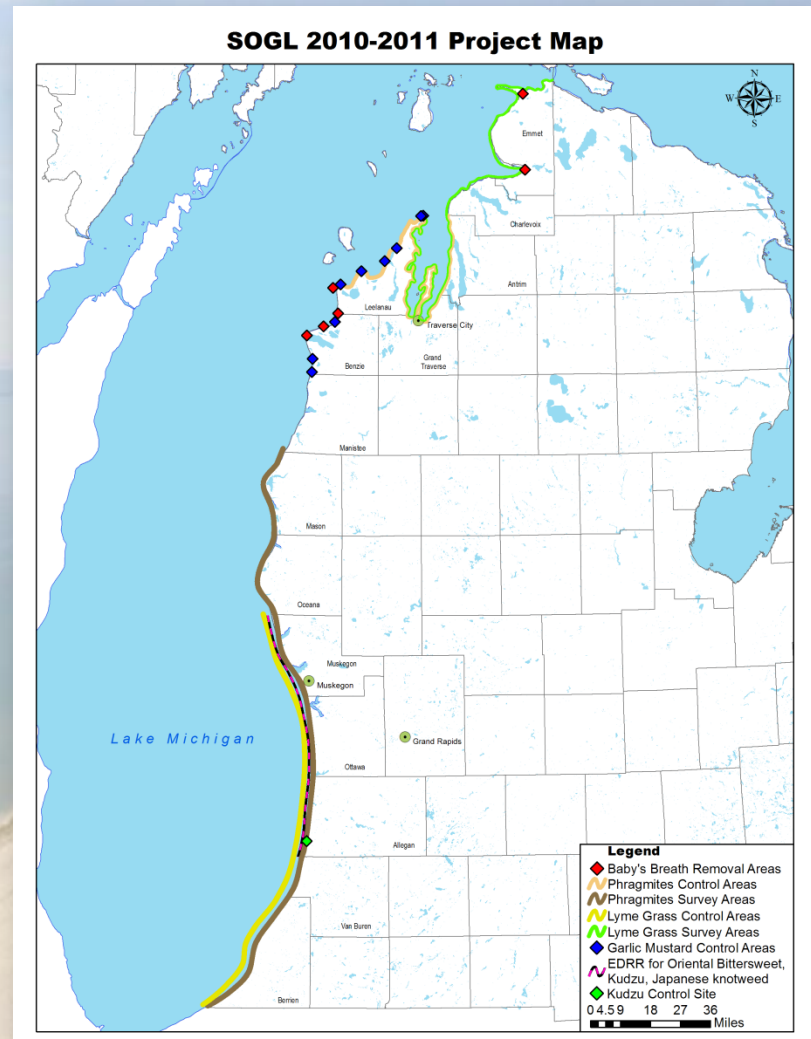 SOGL 2010-2011 Project Map
N
W E
S
Emmet
Charlevoix
Antrim
Leelanau
Traverse City
Grand
Traverse
Benzie
Manistee
Mason
Oceana
Muskegon
Muskegon
Lake Michigan
Grand Rapids
Ottawa
Allegan
Van Buren
Berrien
Legend
Baby's Breath Removal Areas
Phragmites Control Areas
Phragmites Survey Areas
Lyme Grass Control Areas
Lyme Grass Survey Areas
Garlic Mustard Control Areas
EDRR for Oriental Bittersweet,
Kudzu, Japanese knotweed
Kudzu Control Site
0 4.5 9 18 27 36
Miles